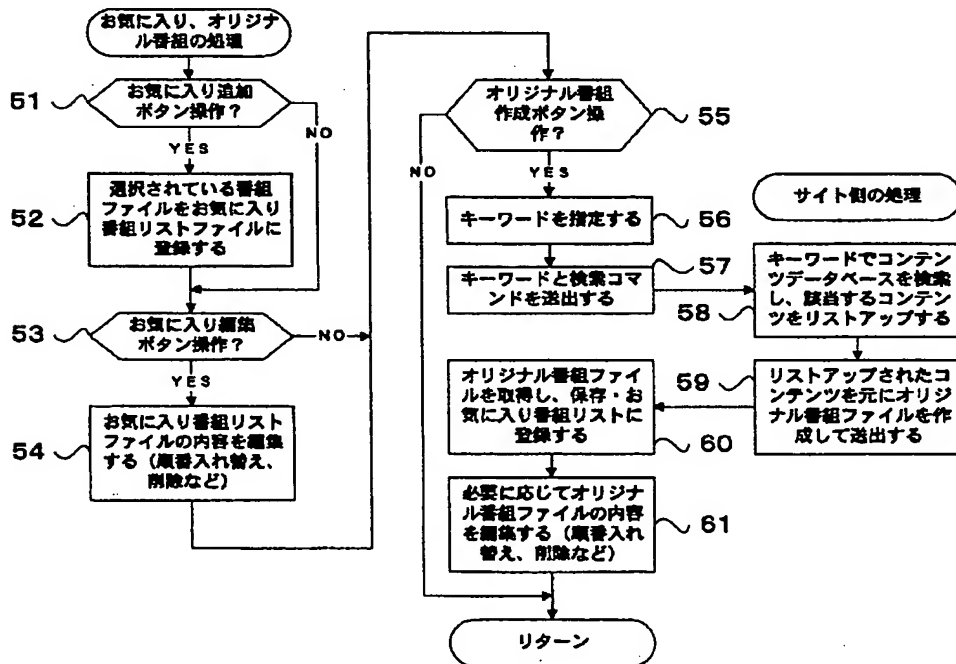 お気に入り、オリジナ
ル番組の処理
51
お気に入り追加
ボタン操作？
NO
YES
52
選択されている番組
ファイルをお気に入り
番組リストファイルに
登録する
53
お気に入り編集
ボタン操作？
NO
YES
54
お気に入り番組リスト
ファイルの内容を編集
する（順番入れ替え、
削除など）
オリジナル番組
作成ボタン操
作？
55
NO
YES
キーワードを指定する
56
キーワードと検索コマ
ンドを送出する
57
サイト側の処理
キーワードでコンテン
ツデータベースを検索
し、該当するコンテン
ツをリストアップする
58
59
リストアップされたコ
ンテンツを元にオリジ
ナル番組ファイルを作
成して送出する
オリジナル番組ファイ
ルを取得し、保存・お
気に入り番組リストに
登録する
60
必要に応じてオリジナ
ル番組ファイルの内容
を編集する（順番入れ
替え、削除など）
61
リターン